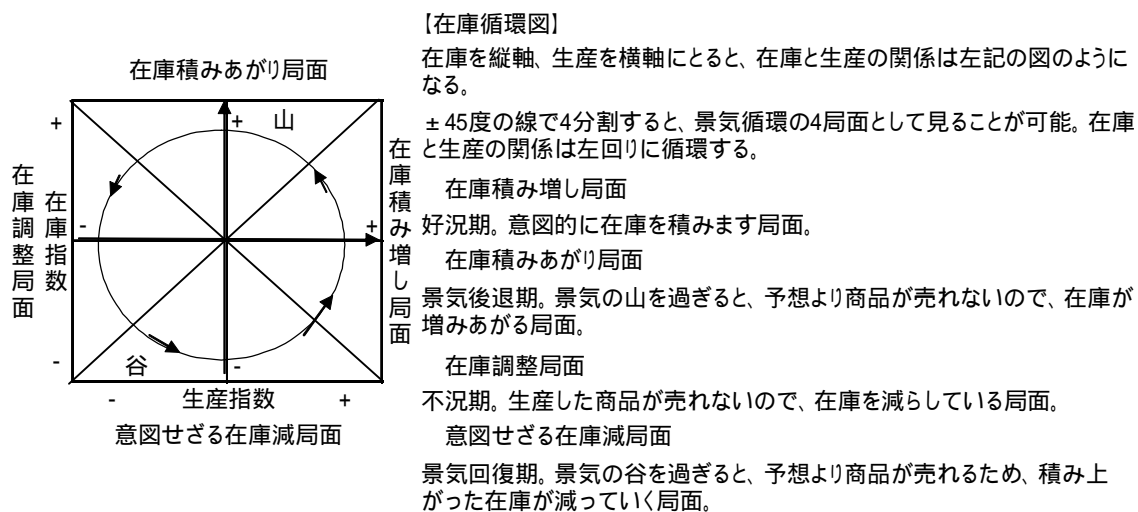 在庫積みあがり局面
+
+
山
在庫調整局面
在庫指数
-
+
在庫積み増し局面
-
谷
-
-
生産指数
+
意図せざる在庫減局面
【在庫循環図】
在庫を縦軸、生産を横軸にとると、在庫と生産の関係は左記の図のように
なる。
±45度の線で4分割すると、景気循環の4局面として見ることが可能。在庫
と生産の関係は左回りに循環する。
在庫積み増し局面
好況期。意図的に在庫を積みます局面。
在庫積みあがり局面
景気後退期。景気の山を過ぎると、予想より商品が売れないので、在庫が
増みあがる局面。
在庫調整局面
不況期。生産した商品が売れないので、在庫を減らしている局面。
意図せざる在庫減局面
景気回復期。景気の谷を過ぎると、予想より商品が売れるため、積み上
がった在庫が減っていく局面。